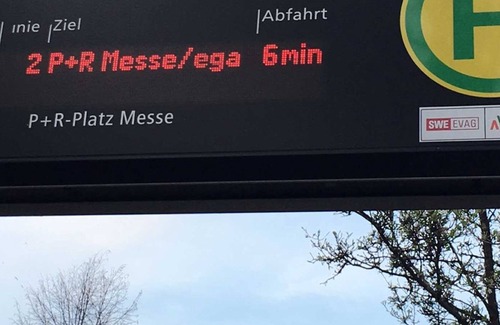 inie Ziel Abfahrt
2 P+R Messe/ega 6min
P+R-Platz Messe
H
SWE EVAG